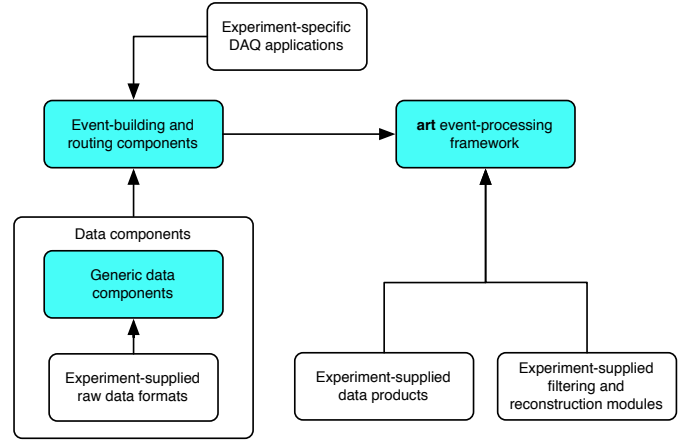 Experiment-specific
DAQ applications
Event-building and
routing components
art event-processing
framework
Data components
Generic data
components
Experiment-supplied
raw data formats
Experiment-supplied
data products
Experiment-supplied
filtering and
reconstruction modules